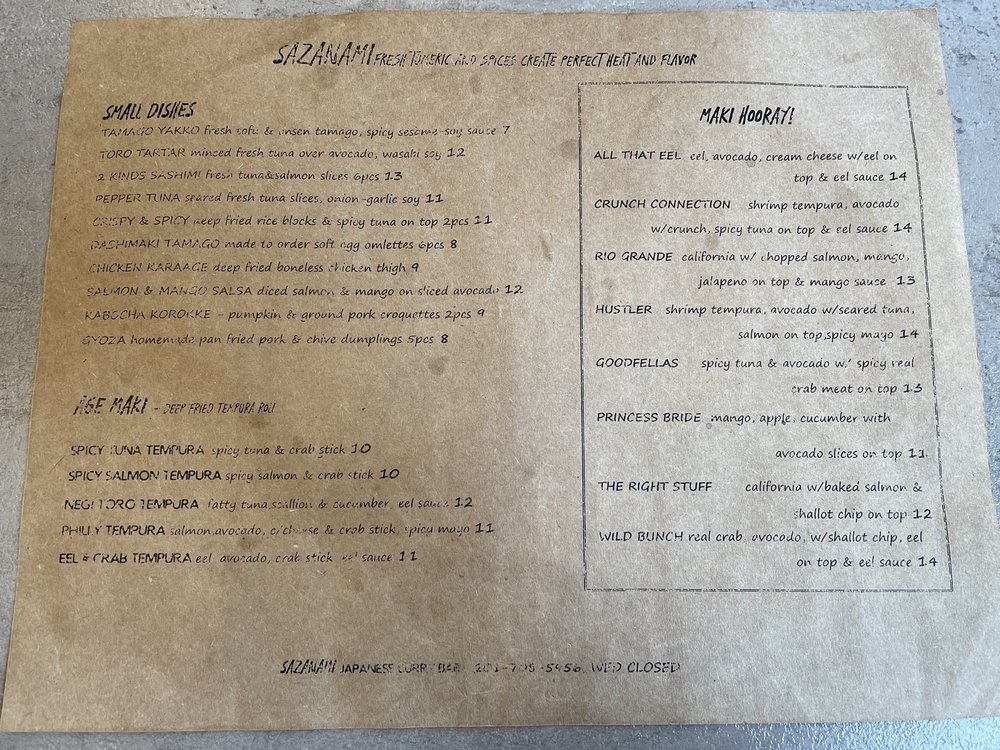 SAZANAMI FRESH TUMERIC AND SPICES CREATE PERFECT HEAT AND FLAVOR
SMALL DISHES
TAMAGO YAKKO fresh tofu & onsen tamago, spicy sesame-soy sauce 7
TORO TARTAR minced fresh tuna over avocado, wasabi soy 12
2 KINDS SASHIMI fresh tuna&salmon slices 6pcs 13
PEPPER TUNA seared fresh tuna slices, onion-garlic soy 11
CRISPY & SPICY deep fried rice blocks & spicy tuna on top 2pcs 11
DASHIMAKI TAMAGO made to order soft egg omlettes 6pcs 8
CHICKEN KARAAGE deep fried boneless chicken thigh 9
SALMON & MANGO SALSA diced salmon & mango on sliced avocado 12
KABOCHA KOROKKE - pumpkin & ground pork croquettes 2pcs 9
GYOZA homemade pan fried pork & chive dumplings 5pcs 8
AGE MAKI - DEEP FRIED TEMPURA ROLL
SPICY TUNA TEMPURA spicy tuna & crab stick 10
SPICY SALMON TEMPURA spicy salmon & crab stick 10
NEGI TORO TEMPURA fatty tuna scallion & cucumber, eel sauce 12
PHILLY TEMPURA salmon,avocado, c/cheese & crab stick, spicy mayo 11
EEL & CRAB TEMPURA eel, avocado, crab stick, eel sauce 11
MAKI HOORAY!
ALL THAT EEL eel, avocado, cream cheese w/eel on
top & eel sauce 14
CRUNCH CONNECTION shrimp tempura, avocado
w/crunch, spicy tuna on top & eel sauce 14
RIO GRANDE california w/ chopped salmon, mango,
jalapeno on top & mango sauce 13
HUSTLER shrimp tempura, avocado w/seared tuna,
salmon on top,spicy mayo 14
GOODFELLAS spicy tuna & avocado w/ spicy real
crab meat on top 13
PRINCESS BRIDE mango, apple, cucumber with
avocado slices on top 11
THE RIGHT STUFF california w/baked salmon &
shallot chip on top 12
WILD BUNCH real crab, avocado, w/shallot chip, eel
on top & eel sauce 14
SAZANAMI JAPANESE CURRY BAR WED CLOSED